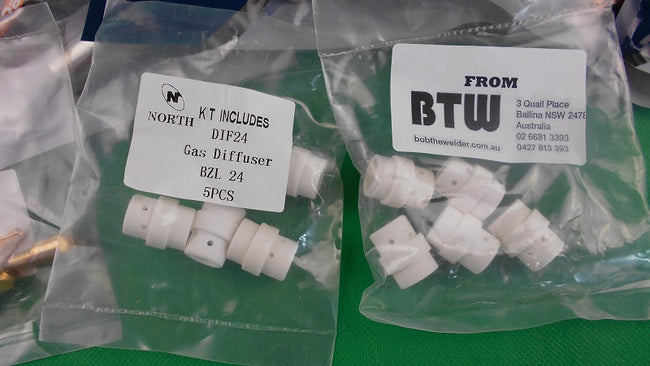 N
NORTH
KIT INCLUDES
DIF24
Gas Diffuser
BZL 24
5PCS
FROM
BTW
3 Quail Place
Ballina NSW 2478
Australia
02 6681 3393
0427 813 393
bobthewelder.com.au